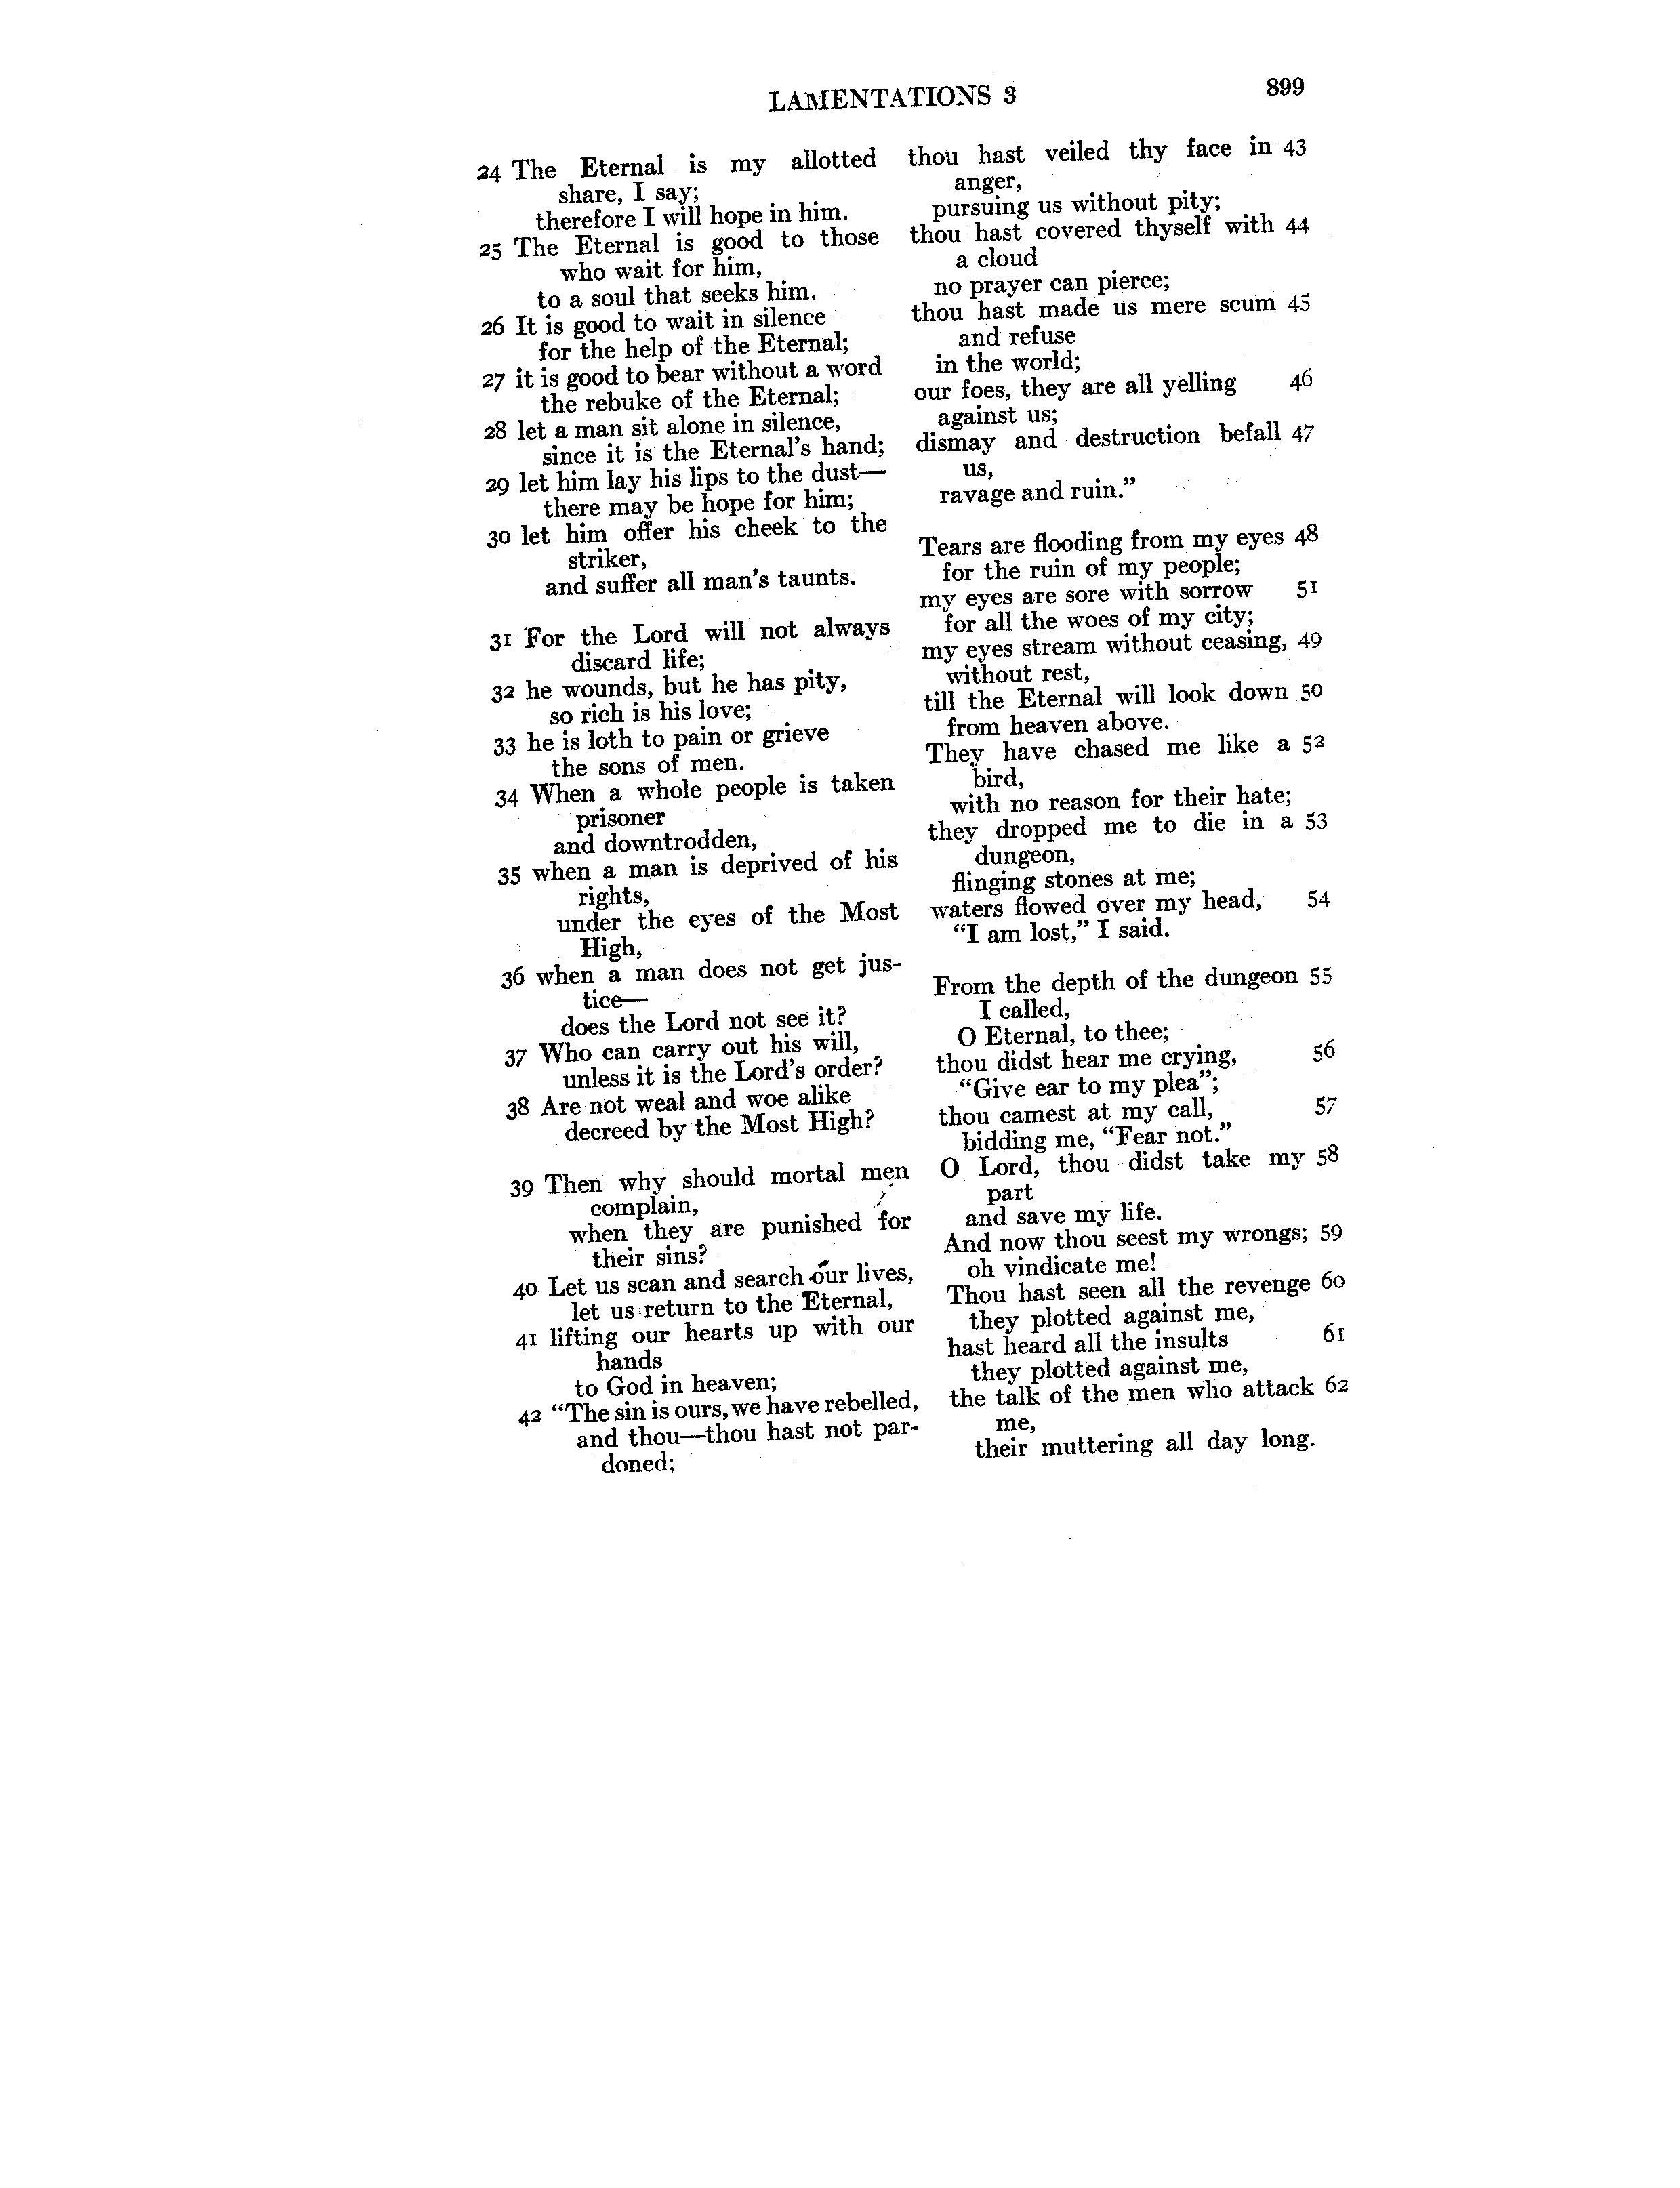 LAMENTATIONS 3 899
24 The Eternal is my allotted
share, I say;
therefore I will hope in him.
25 The Eternal is good to those
who wait for him,
to a soul that seeks him.
26 It is good to wait in silence
for the help of the Eternal;
27 it is good to bear without a word
the rebuke of the Eternal;
28 let a man sit alone in silence,
since it is the Eternal's hand;
29 let him lay his lips to the dust—
there may be hope for him;
30 let him offer his cheek to the
striker,
and suffer all man's taunts.
31 For the Lord will not always
discard life;
32 he wounds, but he has pity,
so rich is his love;
33 he is loth to pain or grieve
the sons of men.
34 When a whole people is taken
prisoner
and downtrodden,
35 when a man is deprived of his
rights,
under the eyes of the Most
High,
36 when a man does not get jus-
tice—
does the Lord not see it?
37 Who can carry out his will,
unless it is the Lord's order?
38 Are not weal and woe alike
decreed by the Most High?
39 Then why should mortal men
complain,
when they are punished for
their sins?
40 Let us scan and search our lives,
let us return to the Eternal,
41 lifting our hearts up with our
hands
to God in heaven;
42 “The sin is ours, we have rebelled,
and thou—thou hast not par-
doned;
thou hast veiled thy face in 43
anger,
pursuing us without pity;
thou hast covered thyself with 44
a cloud
no prayer can pierce;
thou hast made us mere scum 45
and refuse
in the world;
our foes, they are all yelling 46
against us;
dismay and destruction befall 47
us,
ravage and ruin.”
Tears are flooding from my eyes 48
for the ruin of my people;
my eyes are sore with sorrow 51
for all the woes of my city;
my eyes stream without ceasing, 49
without rest,
till the Eternal will look down 50
from heaven above.
They have chased me like a 52
bird,
with no reason for their hate;
they dropped me to die in a 53
dungeon,
flinging stones at me;
waters flowed over my head, 54
“I am lost,” I said.
From the depth of the dungeon 55
I called,
O Eternal, to thee;
thou didst hear me crying, 56
“Give ear to my plea”;
thou camest at my call, 57
bidding me, “Fear not.”
O Lord, thou didst take my 58
part
and save my life.
And now thou seest my wrongs; 59
oh vindicate me!
Thou hast seen all the revenge 60
they plotted against me,
hast heard all the insults 61
they plotted against me,
the talk of the men who attack 62
me,
their muttering all day long.